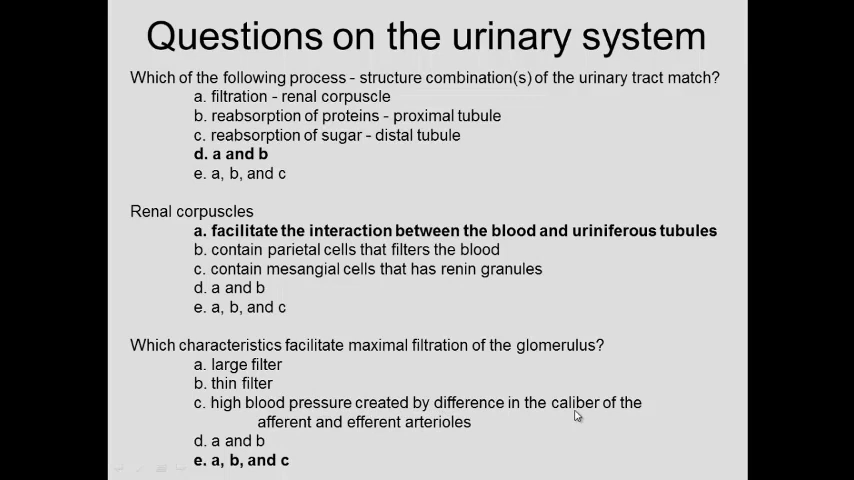 Questions on the urinary system
Which of the following process - structure combination(s) of the urinary tract match?
a. filtration - renal corpuscle
b. reabsorption of proteins - proximal tubule
c. reabsorption of sugar - distal tubule
d. a and b
e. a, b, and c
Renal corpuscles
a. facilitate the interaction between the blood and uriniferous tubules
b. contain parietal cells that filters the blood
c. contain mesangial cells that has renin granules
d. a and b
e. a, b, and c
Which characteristics facilitate maximal filtration of the glomerulus?
a. large filter
b. thin filter
c. high blood pressure created by difference in the caliber of the
afferent and efferent arterioles
d. a and b
e. a, b, and c